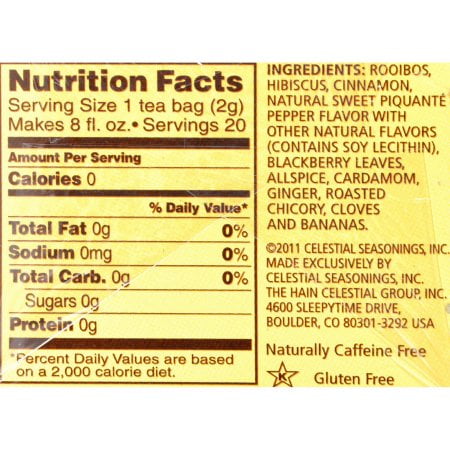 Nutrition Facts
Serving Size 1 tea bag (2g)
Makes 8 fl. oz. • Servings 20
Amount Per Serving
Calories 0
% Daily Value*
Total Fat 0g 0%
Sodium 0mg 0%
Total Carb. 0g 0%
Sugars 0g
Protein 0g
*Percent Daily Values are based
on a 2,000 calorie diet.
INGREDIENTS: ROOIBOS,
HIBISCUS, CINNAMON,
NATURAL SWEET PIQUANTÉ
PEPPER FLAVOR WITH
OTHER NATURAL FLAVORS
(CONTAINS SOY LECITHIN),
BLACKBERRY LEAVES,
ALLSPICE, CARDAMOM,
GINGER, ROASTED
CHICORY, CLOVES
AND BANANAS.
©2011 CELESTIAL SEASONINGS, INC.
MADE EXCLUSIVELY BY
CELESTIAL SEASONINGS, INC.
THE HAIN CELESTIAL GROUP, INC.
4600 SLEEPYTIME DRIVE,
BOULDER, CO 80301-3292 USA
Naturally Caffeine Free
K Gluten Free